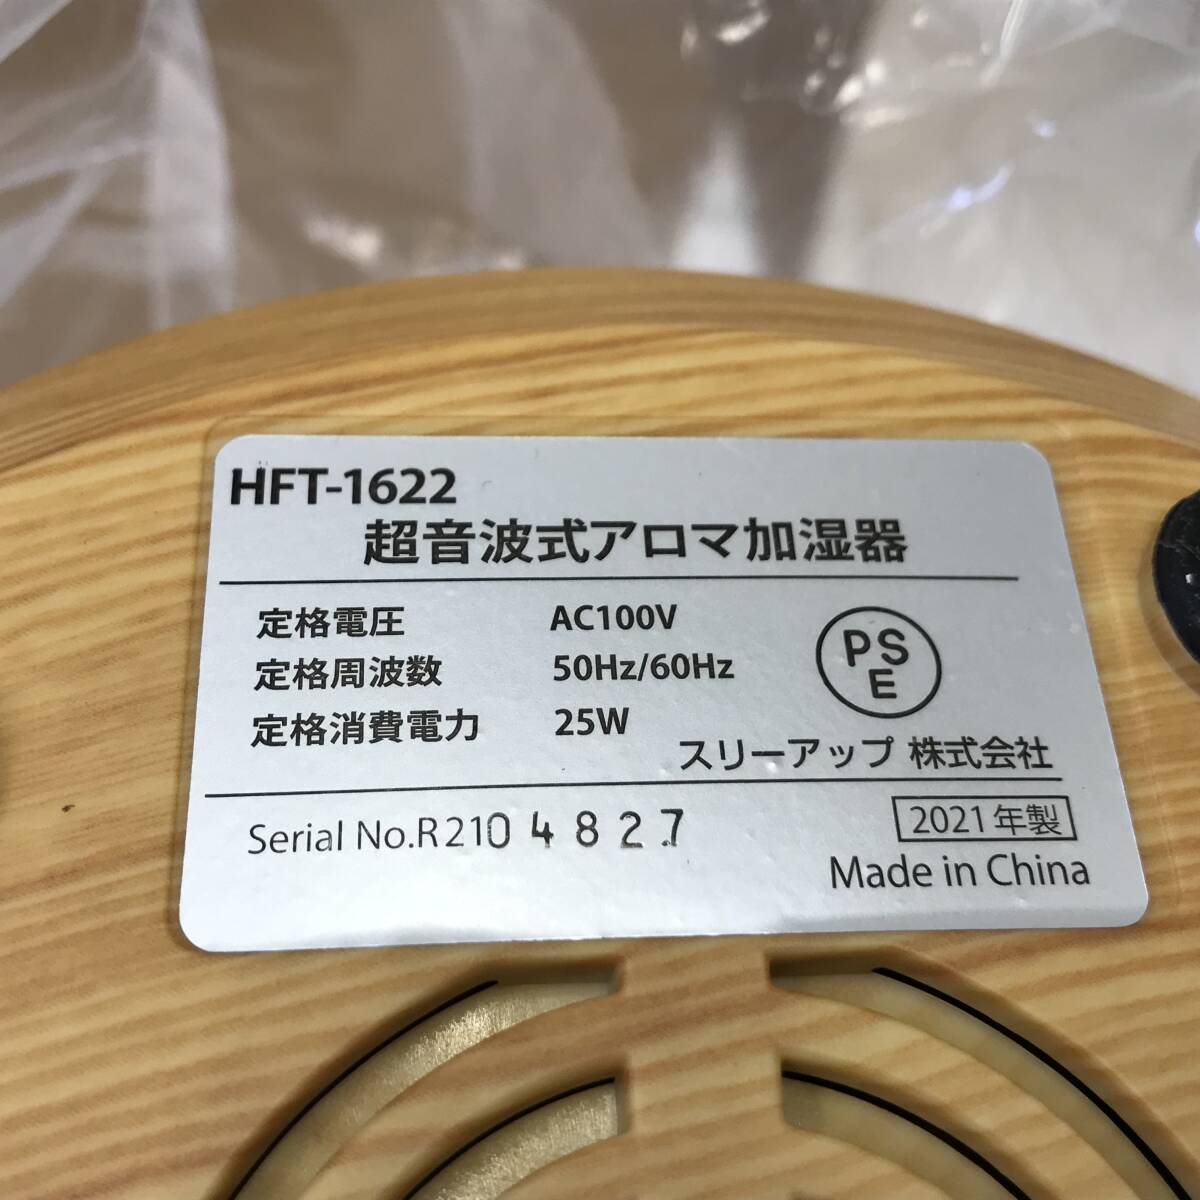 HFT-1622
超音波式アロマ加湿器
定格電圧 AC100V
定格周波数 50Hz/60Hz
定格消費電力 25W
PSE
スリーアップ 株式会社
Serial No.R210 4 8 2 7
2021年製
Made in China